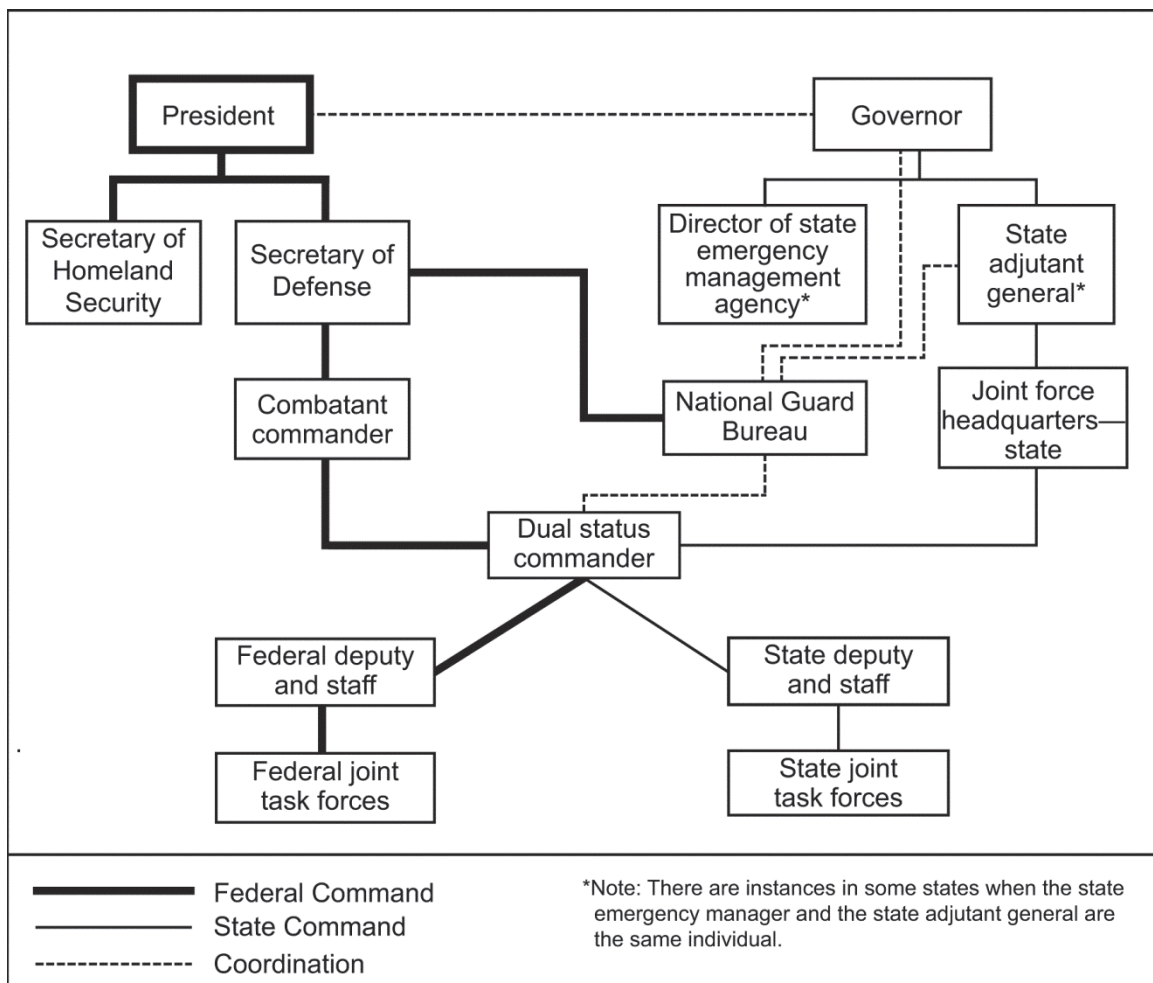 President
Governor
Secretary of
Homeland
Security
Secretary of
Defense
Director of state
emergency
management
agency*
State
adjutant
general*
Combatant
commander
National Guard
Bureau
Joint force
headquarters—
state
Dual status
commander
Federal deputy
and staff
State deputy
and staff
Federal joint
task forces
State joint
task forces
Federal Command
State Command
Coordination
*Note: There are instances in some states when the state
emergency manager and the state adjutant general are
the same individual.